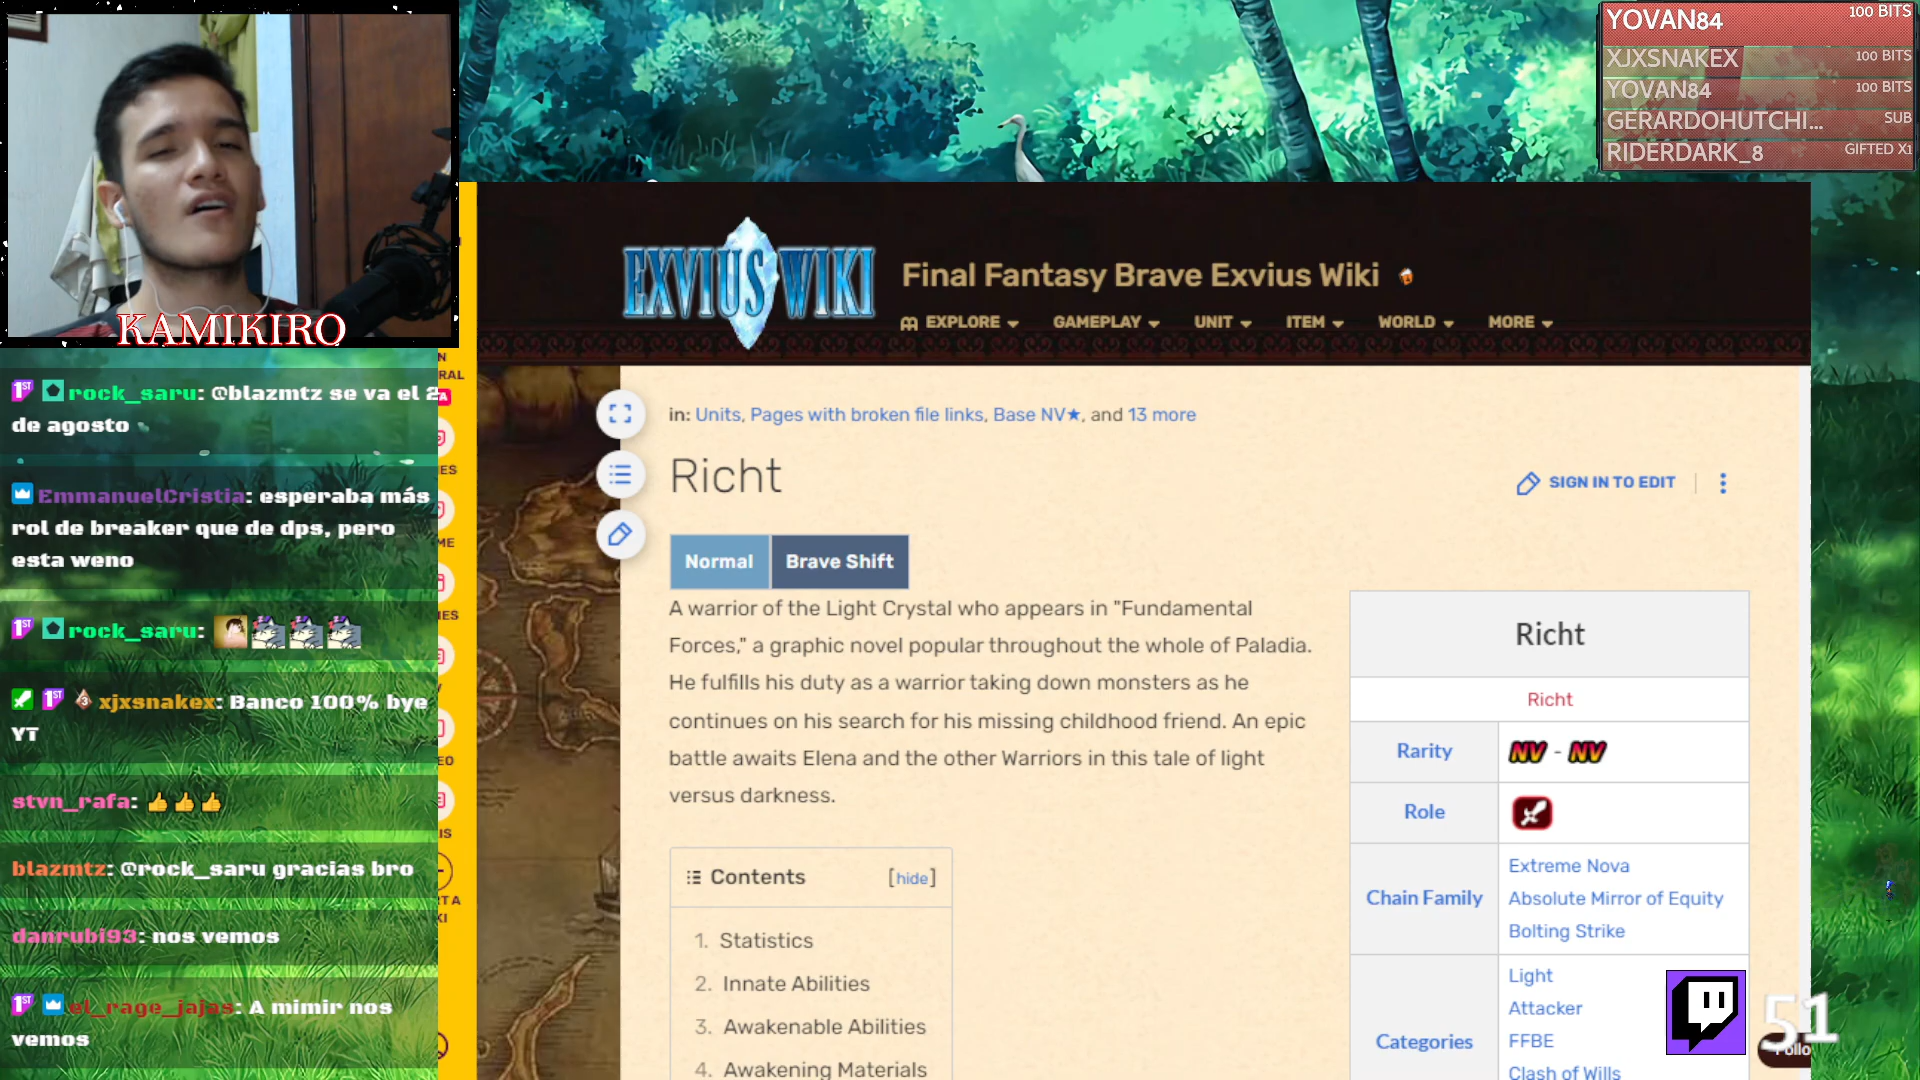 YOVAN84 100 BITS
XJXSNAKEX 100 BITS
YOVAN84 100 BITS
GERARDOHUTCHI... SUB
RIDERDARK_8 GIFTED X1
KAMIKIRO
rock_saru: @blazmtz se va el 2
de agosto
EmmanuelCristia: esperaba más
rol de breaker que de dps, pero
esta weno
rock_saru:
xjxsnakex: Banco 100% bye
YT
stvn_rafa: 👍👍👍
blazmtz: @rock_saru gracias bro
danrubi93: nos vemos
el_rage_jajas: A mimir nos
vemos
EXVIUS WIKI
Final Fantasy Brave Exvius Wiki
EXPLORE GAMEPLAY UNIT ITEM WORLD MORE
in: Units, Pages with broken file links, Base NV★, and 13 more
Richt
SIGN IN TO EDIT
Normal Brave Shift
A warrior of the Light Crystal who appears in "Fundamental
Forces," a graphic novel popular throughout the whole of Paladia.
He fulfills his duty as a warrior taking down monsters as he
continues on his search for his missing childhood friend. An epic
battle awaits Elena and the other Warriors in this tale of light
versus darkness.
Contents [hide]
1. Statistics
2. Innate Abilities
3. Awakenable Abilities
4. Awakening Materials
Richt
Richt
Rarity NV - NV
Role
Chain Family
Extreme Nova
Absolute Mirror of Equity
Bolting Strike
Categories
Light
Attacker
FFBE
Clash of Wills
51